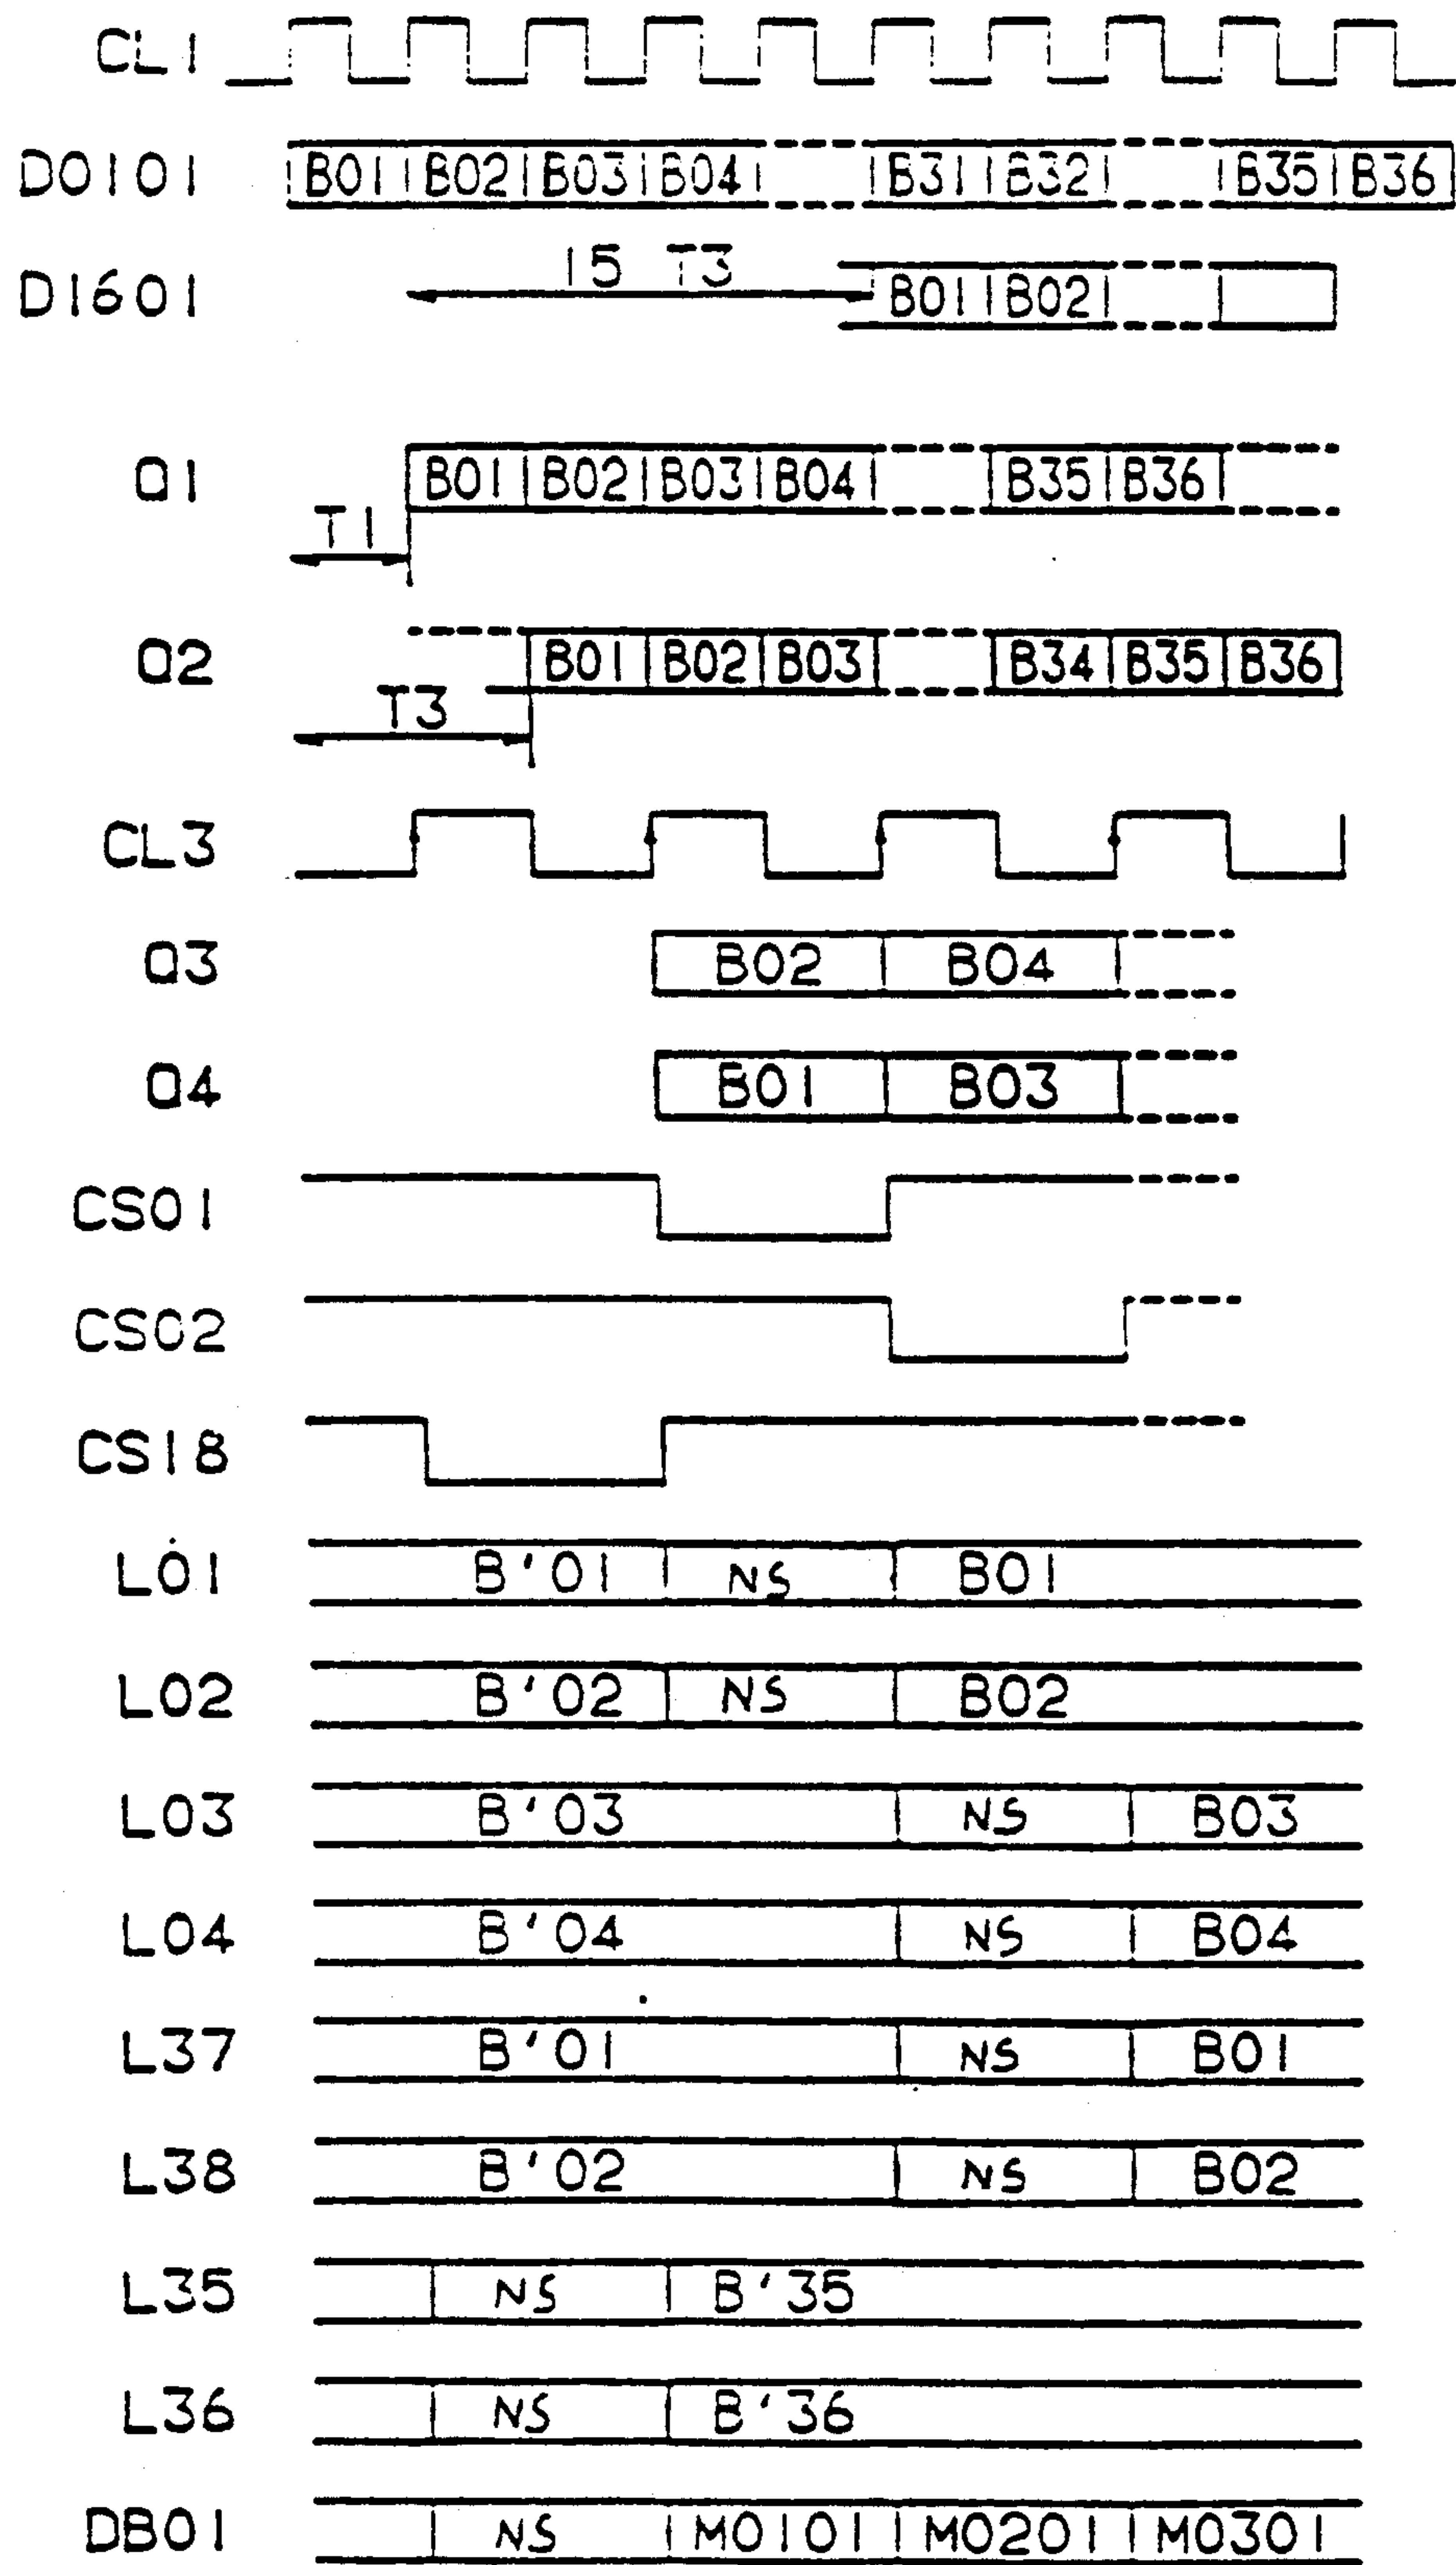 CL1
D0101 B01 B02 B03 B04 B31 B32 B35 B36
D1601 15 T3 B01 B02
Q1 B01 B02 B03 B04 B35 B36
T1
Q2 B01 B02 B03 B34 B35 B36
T3
CL3
Q3 B02 B04
Q4 B01 B03
CS01
CS02
CS18
L01 B'01 NS B01
L02 B'02 NS B02
L03 B'03 NS B03
L04 B'04 NS B04
L37 B'01 NS B01
L38 B'02 NS B02
L35 NS B'35
L36 NS B'36
DB01 NS M0101 M0201 M0301